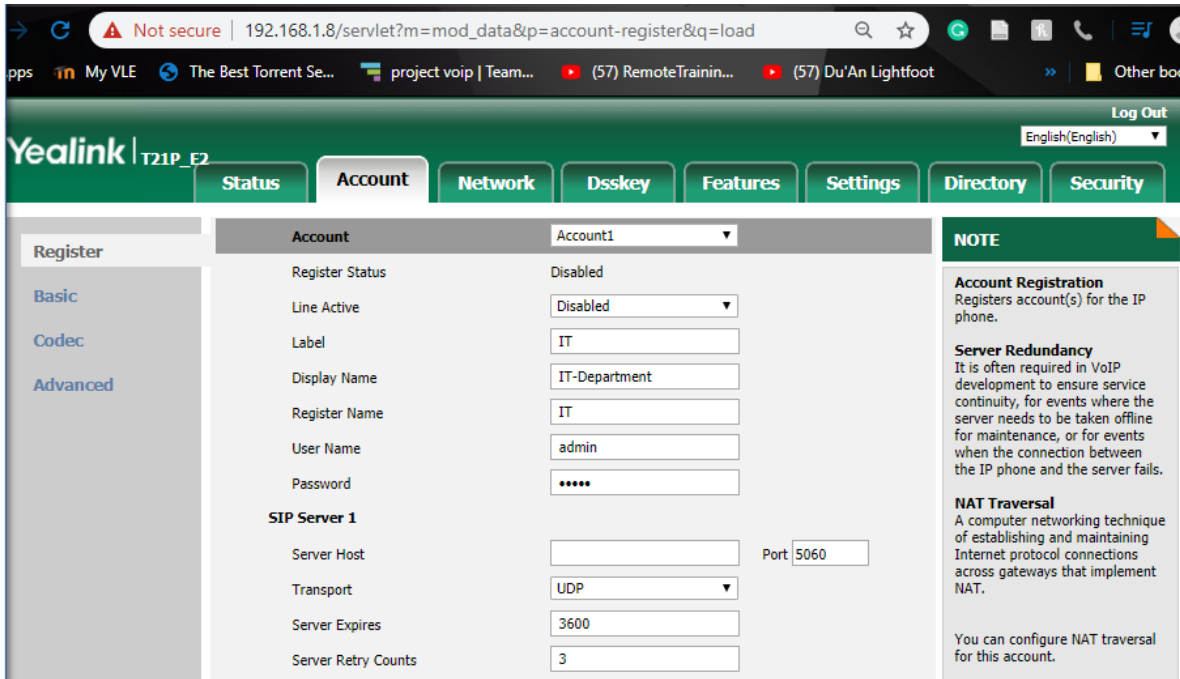 Not secure | 192.168.1.8/servlet?m=mod_data&p=account-register&q=load
pps My VLE The Best Torrent Se... project voip | Team... (57) RemoteTrainin... (57) Du'An Lightfoot » Other boo
Log Out
English(English)
Yealink | T21P_E2
Status Account Network Dsskey Features Settings Directory Security
Register
Basic
Codec
Advanced
Account Account1
Register Status Disabled
Line Active Disabled
Label IT
Display Name IT-Department
Register Name IT
User Name admin
Password •••••
SIP Server 1
Server Host Port 5060
Transport UDP
Server Expires 3600
Server Retry Counts 3
NOTE
Account Registration
Registers account(s) for the IP
phone.
Server Redundancy
It is often required in VoIP
development to ensure service
continuity, for events where the
server needs to be taken offline
for maintenance, or for events
when the connection between
the IP phone and the server fails.
NAT Traversal
A computer networking technique
of establishing and maintaining
Internet protocol connections
across gateways that implement
NAT.
You can configure NAT traversal
for this account.